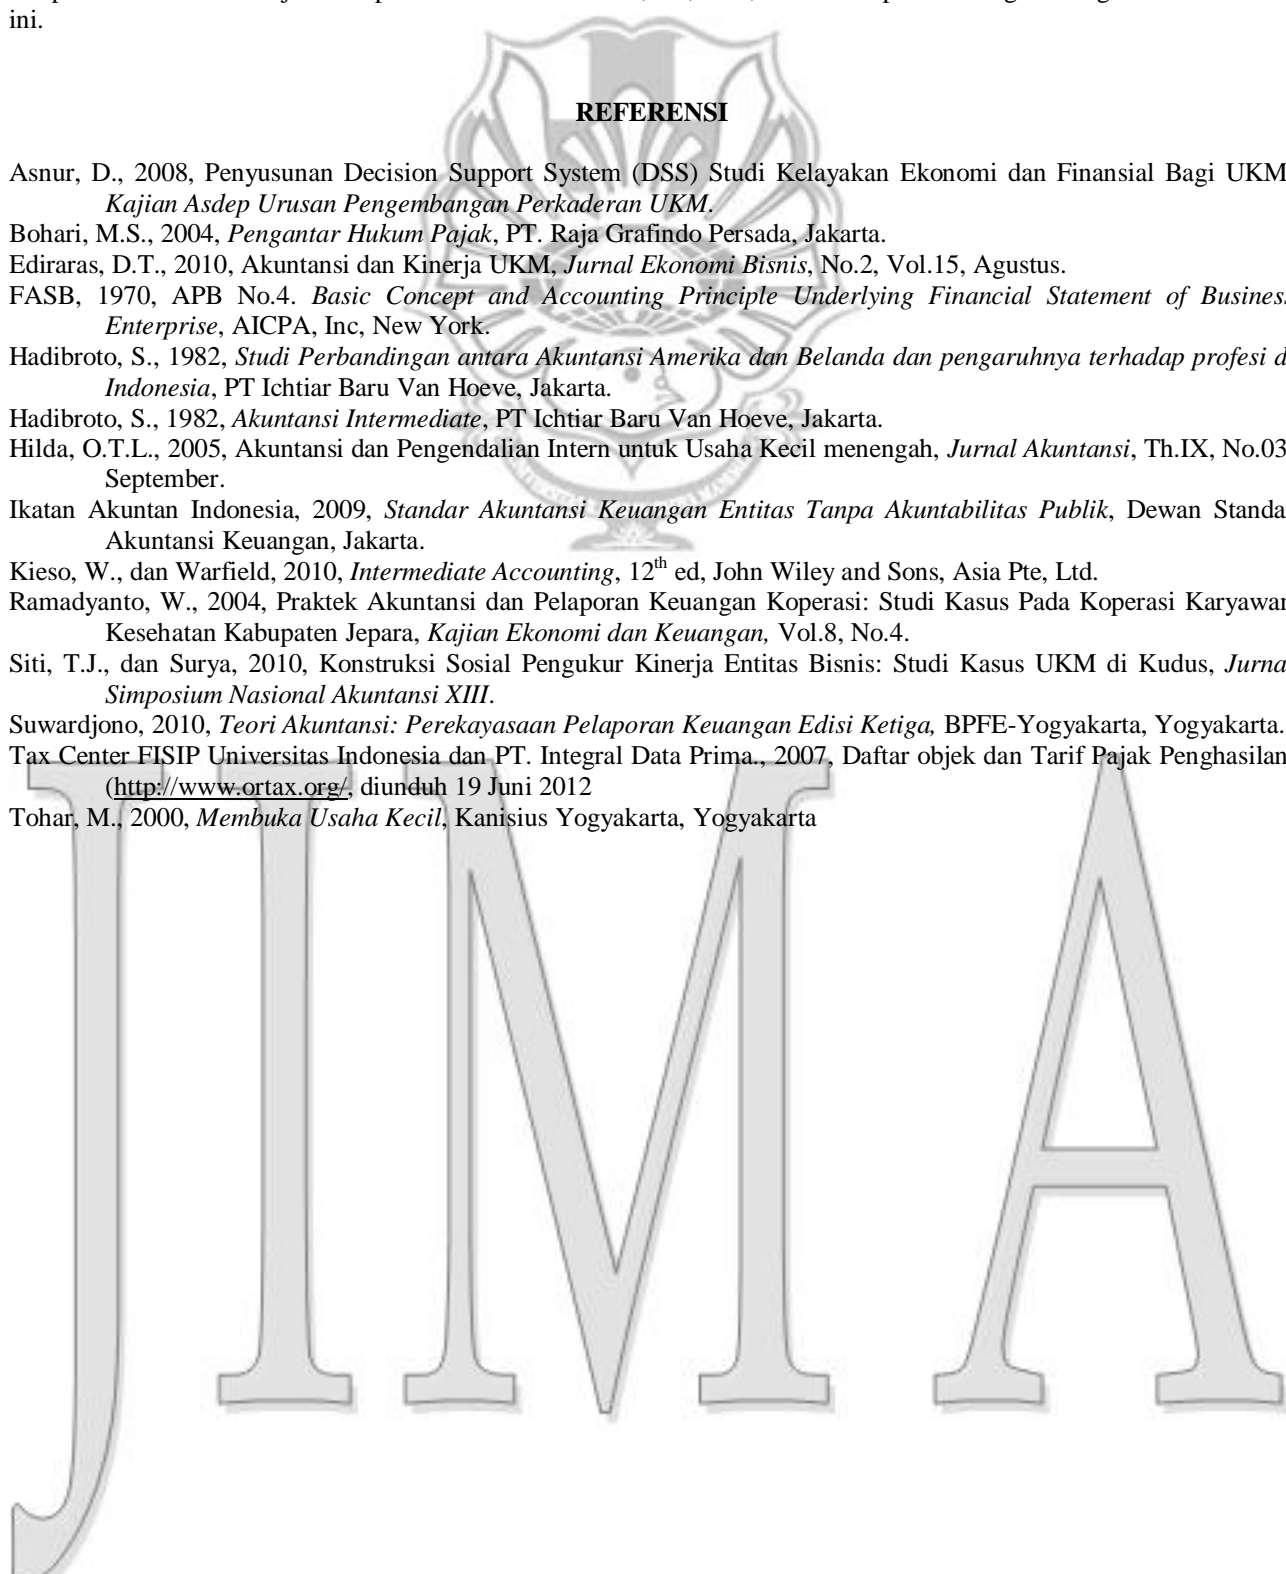 ini.
REFERENSI
Asnur, D., 2008, Penyusunan Decision Support System (DSS) Studi Kelayakan Ekonomi dan Finansial Bagi UKM
Kajian Asdep Urusan Pengembangan Perkaderan UKM.
Bohari, M.S., 2004, Pengantar Hukum Pajak, PT. Raja Grafindo Persada, Jakarta.
Ediraras, D.T., 2010, Akuntansi dan Kinerja UKM, Jurnal Ekonomi Bisnis, No.2, Vol.15, Agustus.
FASB, 1970, APB No.4. Basic Concept and Accounting Principle Underlying Financial Statement of Busines
Enterprise, AICPA, Inc, New York.
Hadibroto, S., 1982, Studi Perbandingan antara Akuntansi Amerika dan Belanda dan pengaruhnya terhadap profesi d
Indonesia, PT Ichtiar Baru Van Hoeve, Jakarta.
Hadibroto, S., 1982, Akuntansi Intermediate, PT Ichtiar Baru Van Hoeve, Jakarta.
Hilda, O.T.L., 2005, Akuntansi dan Pengendalian Intern untuk Usaha Kecil menengah, Jurnal Akuntansi, Th.IX, No.03
September.
Ikatan Akuntan Indonesia, 2009, Standar Akuntansi Keuangan Entitas Tanpa Akuntabilitas Publik, Dewan Standa
Akuntansi Keuangan, Jakarta.
Kieso, W., dan Warfield, 2010, Intermediate Accounting, 12th ed, John Wiley and Sons, Asia Pte, Ltd.
Ramadyanto, W., 2004, Praktek Akuntansi dan Pelaporan Keuangan Koperasi: Studi Kasus Pada Koperasi Karyawan
Kesehatan Kabupaten Jepara, Kajian Ekonomi dan Keuangan, Vol.8, No.4.
Siti, T.J., dan Surya, 2010, Konstruksi Sosial Pengukur Kinerja Entitas Bisnis: Studi Kasus UKM di Kudus, Jurna
Simposium Nasional Akuntansi XIII.
Suwardjono, 2010, Teori Akuntansi: Perekayasaan Pelaporan Keuangan Edisi Ketiga, BPFE-Yogyakarta, Yogyakarta.
Tax Center FISIP Universitas Indonesia dan PT. Integral Data Prima., 2007, Daftar objek dan Tarif Pajak Penghasilan
(http://www.ortax.org/, diunduh 19 Juni 2012
Tohar, M., 2000, Membuka Usaha Kecil, Kanisius Yogyakarta, Yogyakarta
JIMA